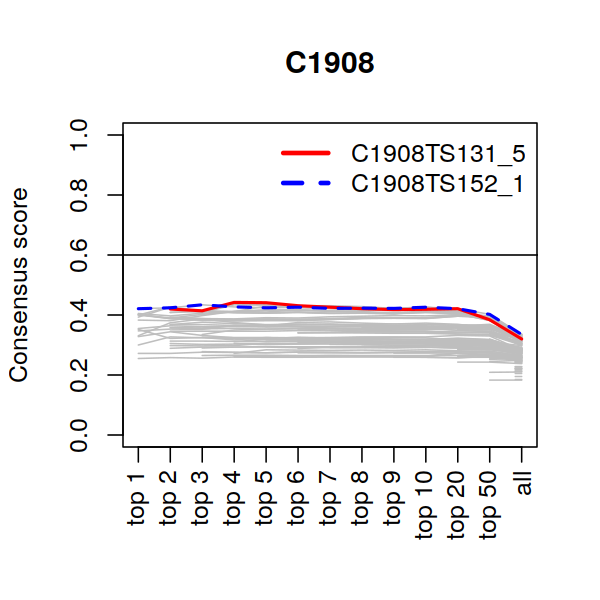 C1908
C1908TS131_5
C1908TS152_1
Consensus score
1.0
0.8
0.6
0.4
0.2
0.0
top 1
top 2
top 3
top 4
top 5
top 6
top 7
top 8
top 9
top 10
top 20
top 50
all